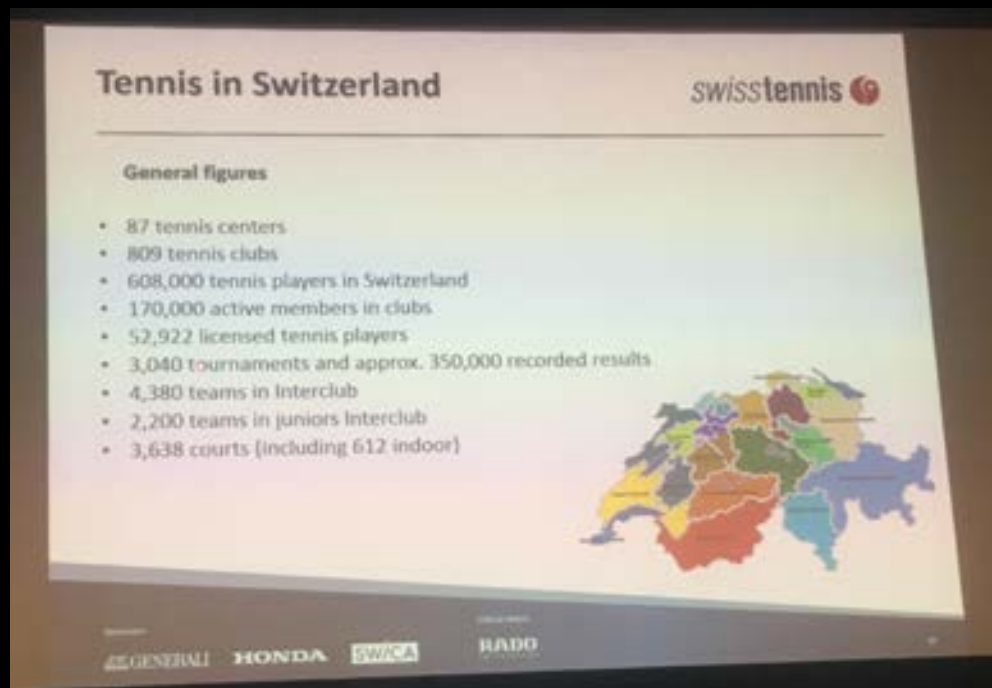 Tennis in Switzerland
swisstennis
General figures
• 87 tennis centers
• 809 tennis clubs
• 608,000 tennis players in Switzerland
• 170,000 active members in clubs
• 52,922 licensed tennis players
• 3,040 tournaments and approx. 350,000 recorded results
• 4,380 teams in Interclub
• 2,200 teams in juniors Interclub
• 3,638 courts (including 612 indoor)
GENERALI HONDA SWICA RADO